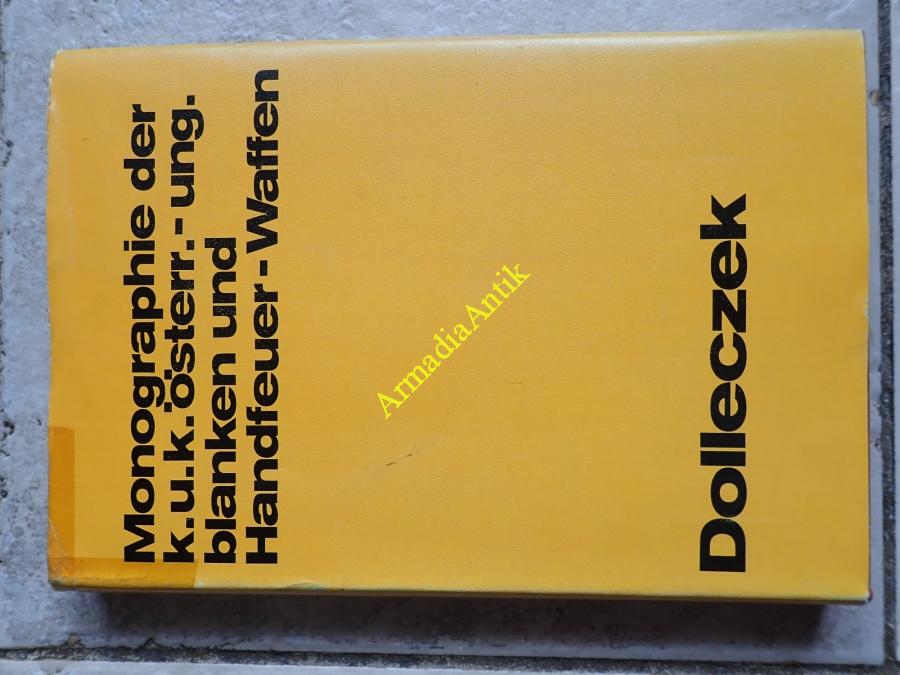 Monographie der
k.u.k.österr.-ung.
blanken und
Handfeuer-Waffen
Dolleczek
ArmadiaAntik